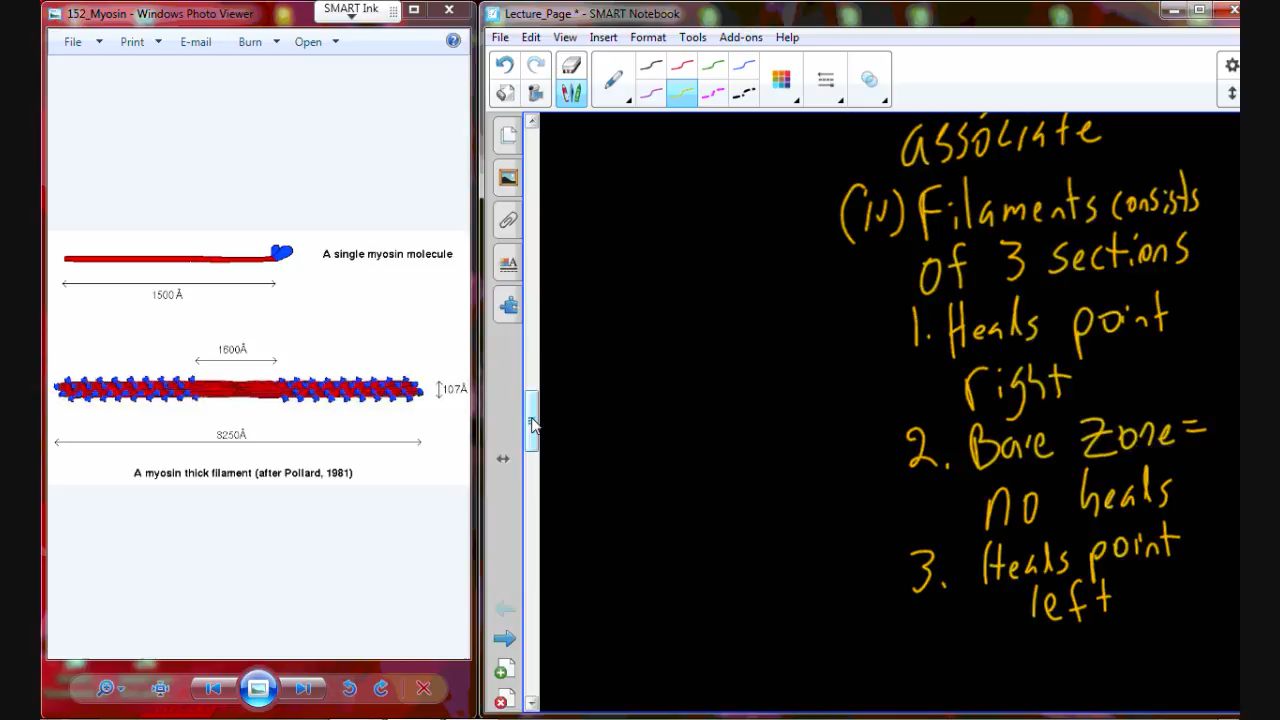 152_Myosin - Windows Photo Viewer
SMART Ink
File Print E-mail Burn Open
A single myosin molecule
1500Å
1600Å
107Å
3250Å
A myosin thick filament (after Pollard, 1981)
Lecture_Page * - SMART Notebook
File Edit View Insert Format Tools Add-ons Help
associate
(iv) Filaments consists
of 3 sections
1. Heads point
right
2. Bare Zone =
no heads
3. Heads point
left